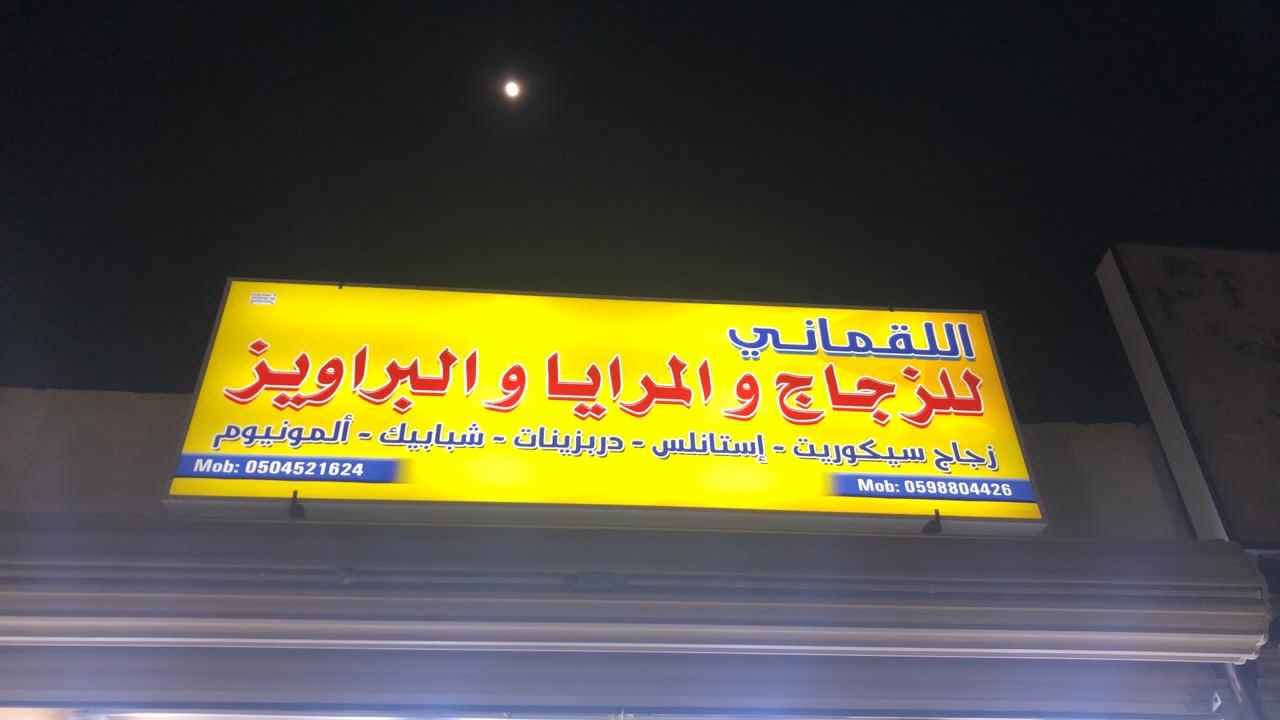 اللقماني
للزجاج و المرايا و البراويز
زجاج سيكوريت - إستانلس - دربزينات - شبابيك - ألمونيوم
Mob: 0598804426
Mob: 0504521624